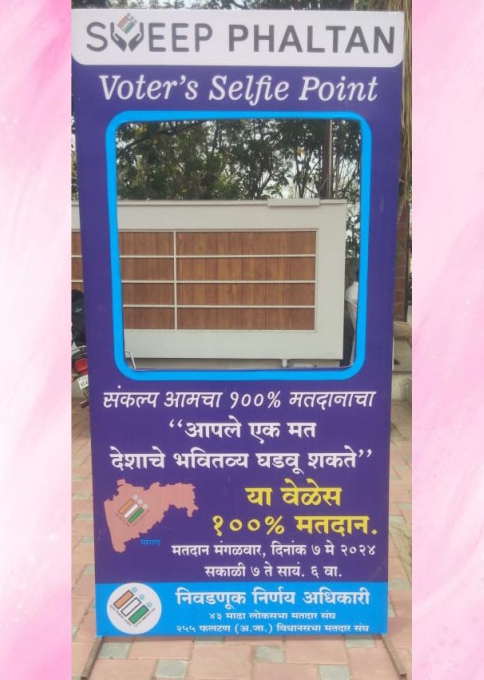 SWEEP PHALTAN
Voter's Selfie Point
संकल्प आमचा १००% मतदानाचा
“आपले एक मत
देशाचे भवितव्य घडवू शकते”
या वेळेस
१००% मतदान.
मतदान मंगळवार, दिनांक ७ मे २०२४
सकाळी ७ ते सायं. ६ वा.
निवडणूक निर्णय अधिकारी
४३ माढा लोकसभा मतदार संघ
२५५ फलटण (अ.जा.) विधानसभा मतदार संघ